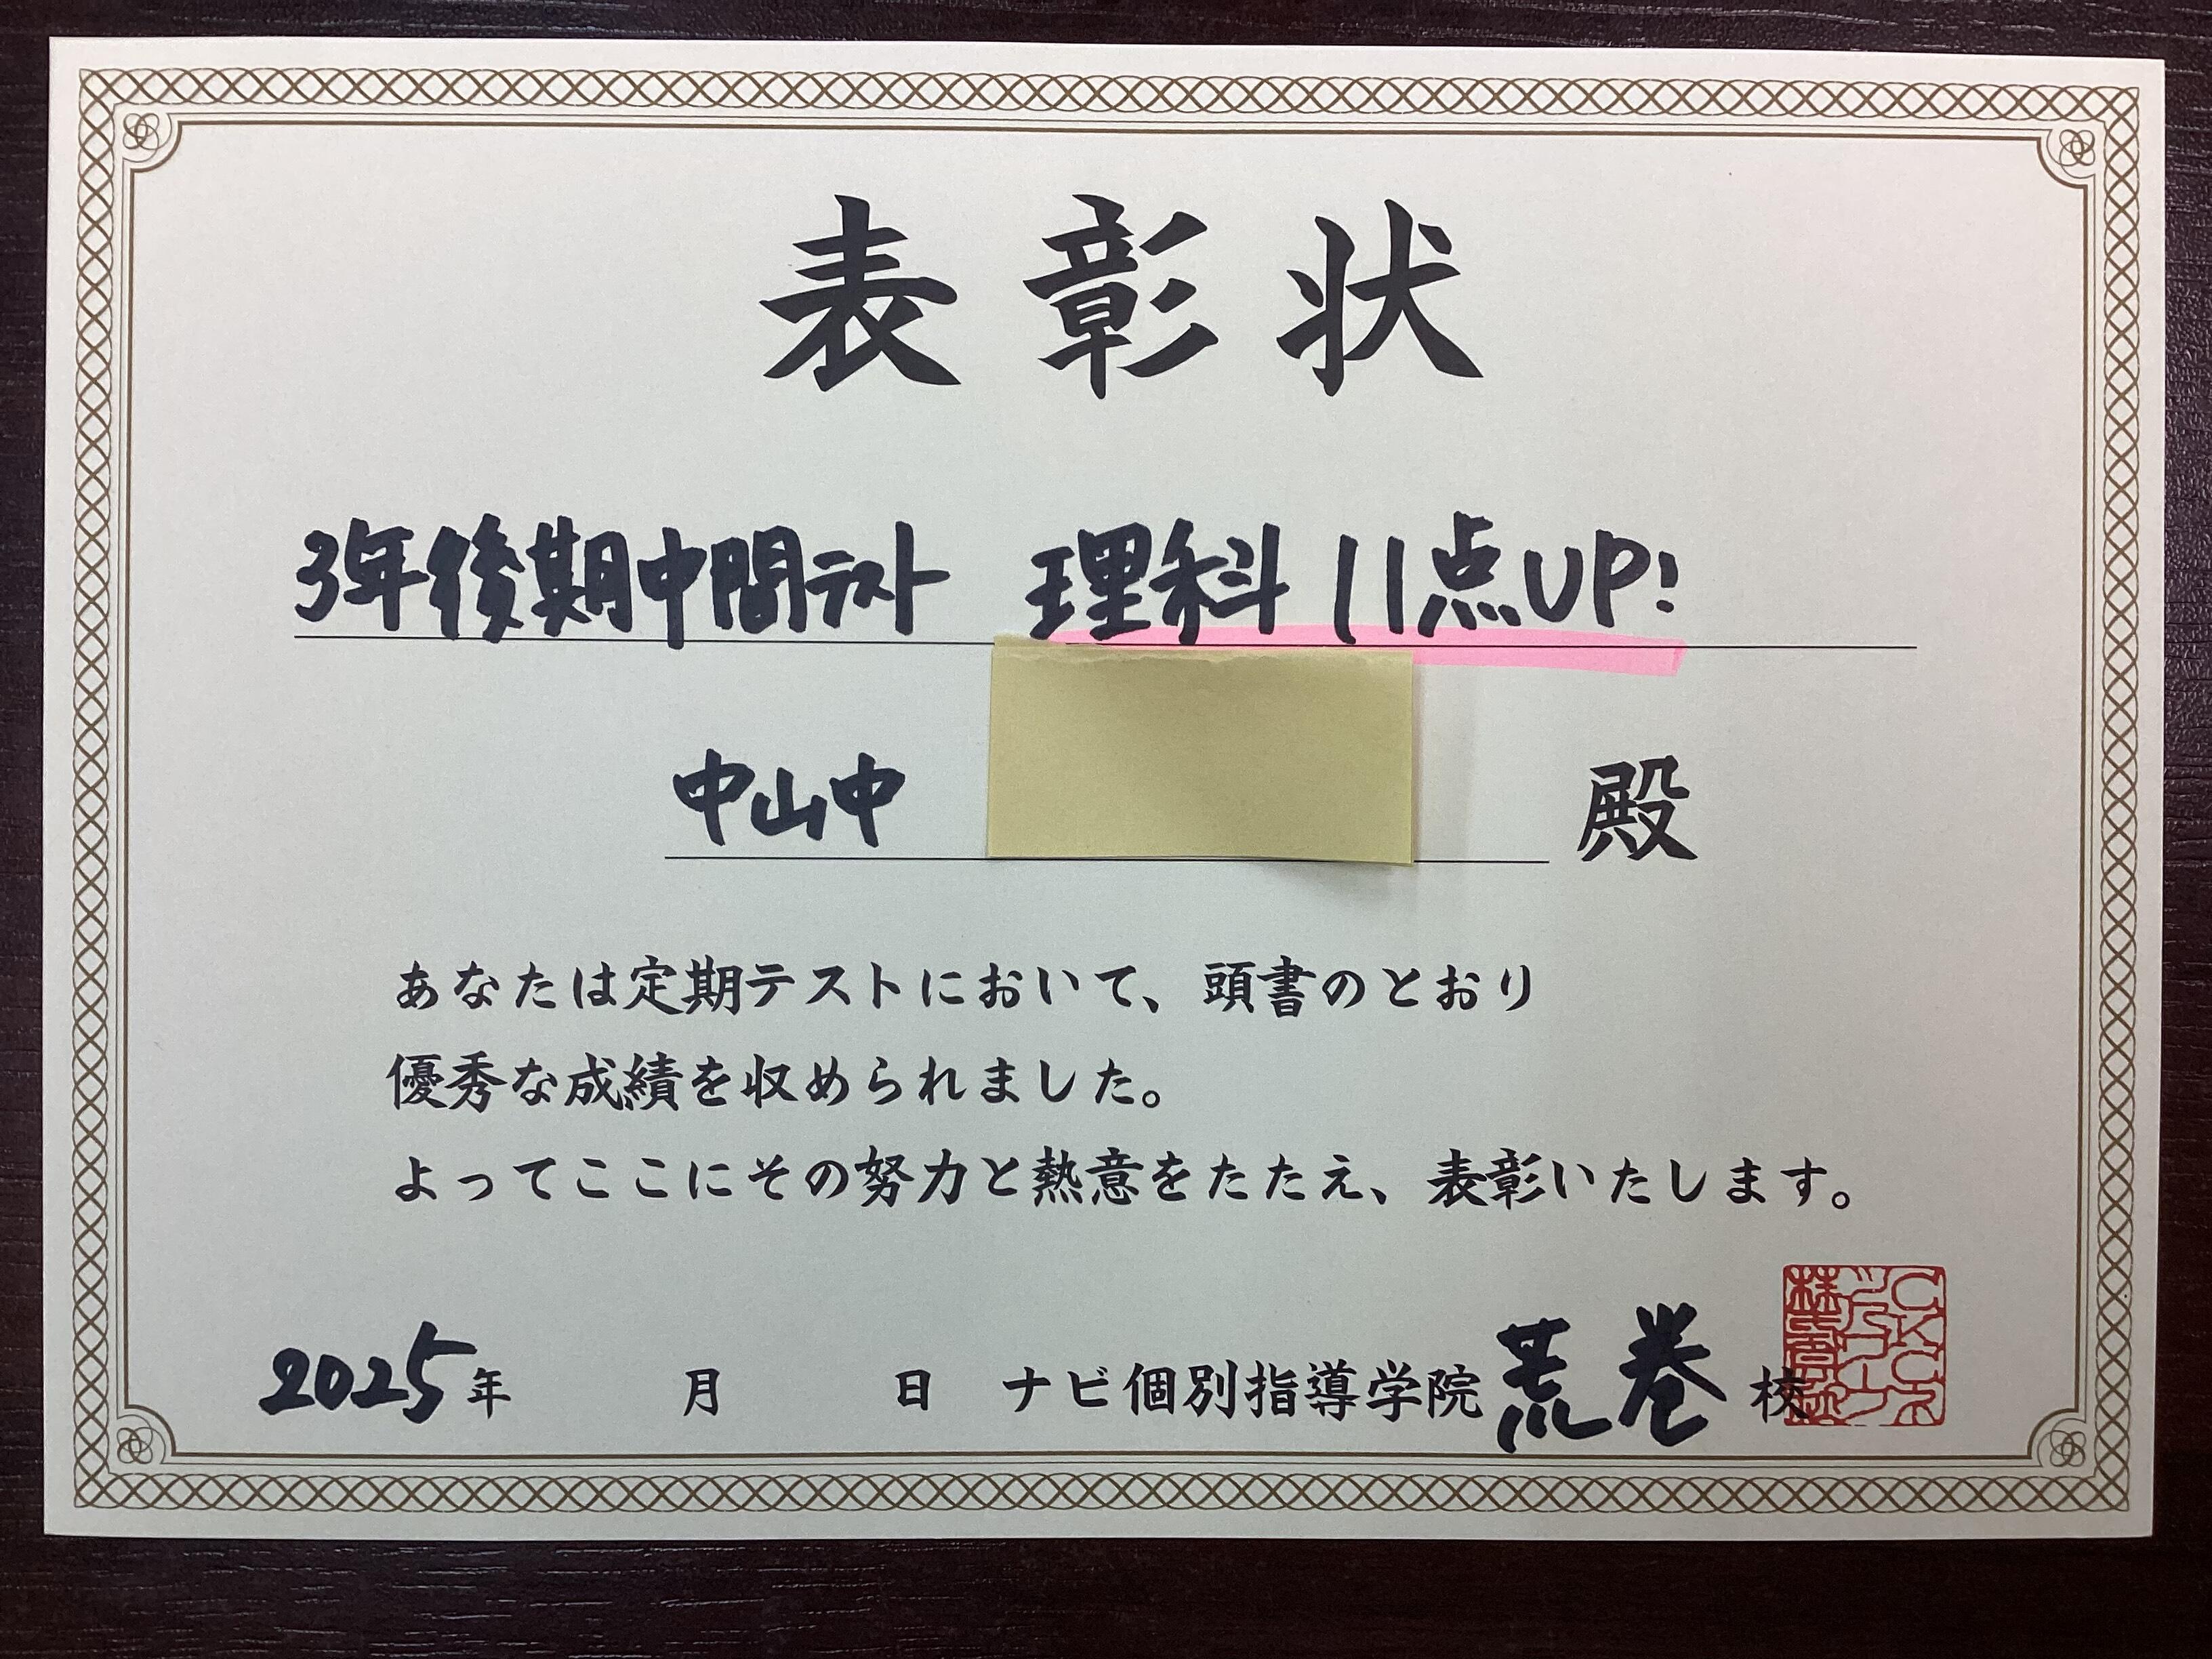 表彰状
3年後期中間テスト 理科 11点UP!
中山中 殿
あなたは定期テストにおいて、頭書のとおり
優秀な成績を収められました。
よってここにその努力と熱意をたたえ、表彰いたします。
2025年 月 日 ナビ個別指導学院 荒巻 校